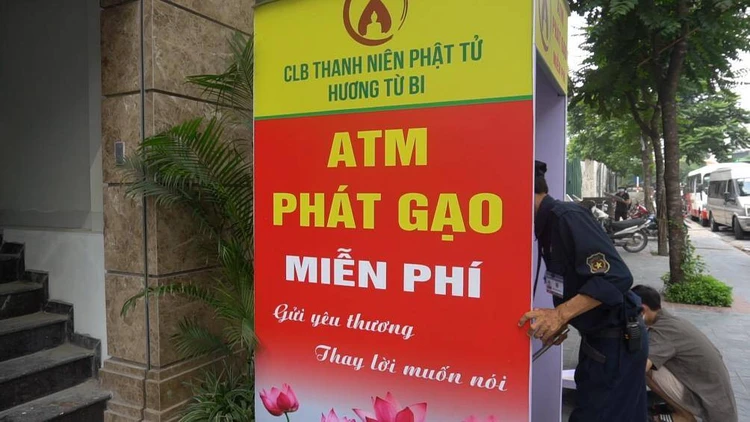 CLB THANH NIÊN PHẬT TỬ
HƯƠNG TỪ BI
ATM
PHÁT GẠO
MIỄN PHÍ
Gửi yêu thương
Thay lời muốn nói